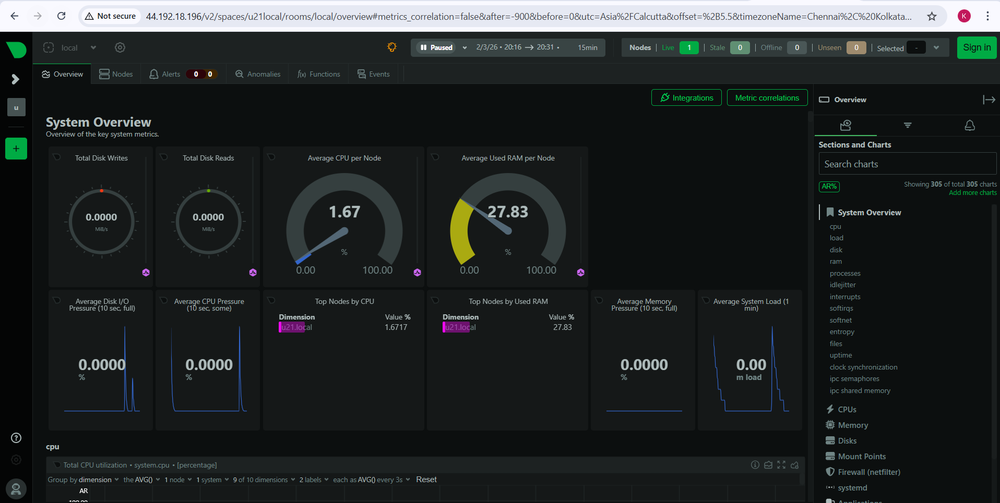 Not secure
44.192.18.196/v2/spaces/u21local/rooms/local/overview#metrics_correlation=false&after=-900&before=0&utc=Asia%2FCalcutta&offset=%2B5.5&timezoneName=Chennai%2C%20Kolkata...
K
local
Paused
2/3/26 • 20:16 → 20:31 •
15min
Nodes
Live
1
Stale
0
Offline
0
Unseen
0
Selected
-
Sign in
Overview
Nodes
Alerts
0
0
Anomalies
f(x) Functions
Events
u
+
Integrations
Metric correlations
System Overview
Overview of the key system metrics.
Total Disk Writes
0.0000
MiB/s
Total Disk Reads
0.0000
MiB/s
Average CPU per Node
1.67
%
0.00
100.00
Average Used RAM per Node
27.83
%
0.00
100.00
Average Disk I/O
Pressure (10 sec, full)
0.0000
%
Average CPU Pressure
(10 sec, some)
0.0000
%
Top Nodes by CPU
Dimension
Value %
u21.local
1.6717
Top Nodes by Used RAM
Dimension
Value %
u21.local
27.83
Average Memory
Pressure (10 sec, full)
0.0000
%
Average System Load (1
min)
0.00
m load
cpu
Total CPU utilization • system.cpu • [percentage]
Group by dimension the AVG() 1 node 1 system 9 of 10 dimensions 2 labels each as AVG() every 3s Reset
AR
100.00
Overview
Sections and Charts
Search charts
AR%
Showing 305 of total 305 charts
Add more charts
System Overview
cpu
load
disk
ram
processes
idlejitter
interrupts
softirqs
softnet
entropy
files
uptime
clock synchronization
ipc semaphores
ipc shared memory
CPUs
Memory
Disks
Mount Points
Firewall (netfilter)
systemd
Applications